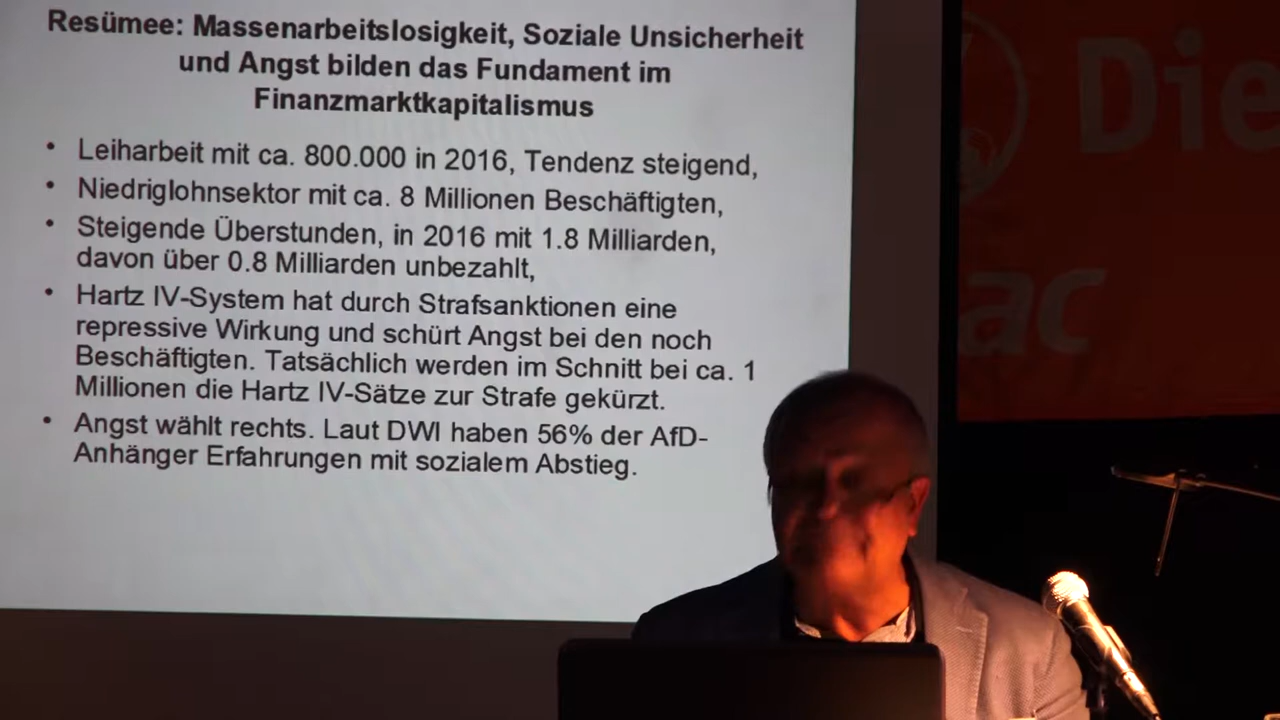 Resümee: Massenarbeitslosigkeit, Soziale Unsicherheit
und Angst bilden das Fundament im
Finanzmarktkapitalismus
• Leiharbeit mit ca. 800.000 in 2016, Tendenz steigend,
• Niedriglohnsektor mit ca. 8 Millionen Beschäftigten,
• Steigende Überstunden, in 2016 mit 1.8 Milliarden,
davon über 0.8 Milliarden unbezahlt,
• Hartz IV-System hat durch Strafsanktionen eine
repressive Wirkung und schürt Angst bei den noch
Beschäftigten. Tatsächlich werden im Schnitt bei ca. 1
Millionen die Hartz IV-Sätze zur Strafe gekürzt.
• Angst wählt rechts. Laut DWI haben 56% der AfD-
Anhänger Erfahrungen mit sozialem Abstieg.
Die
ac